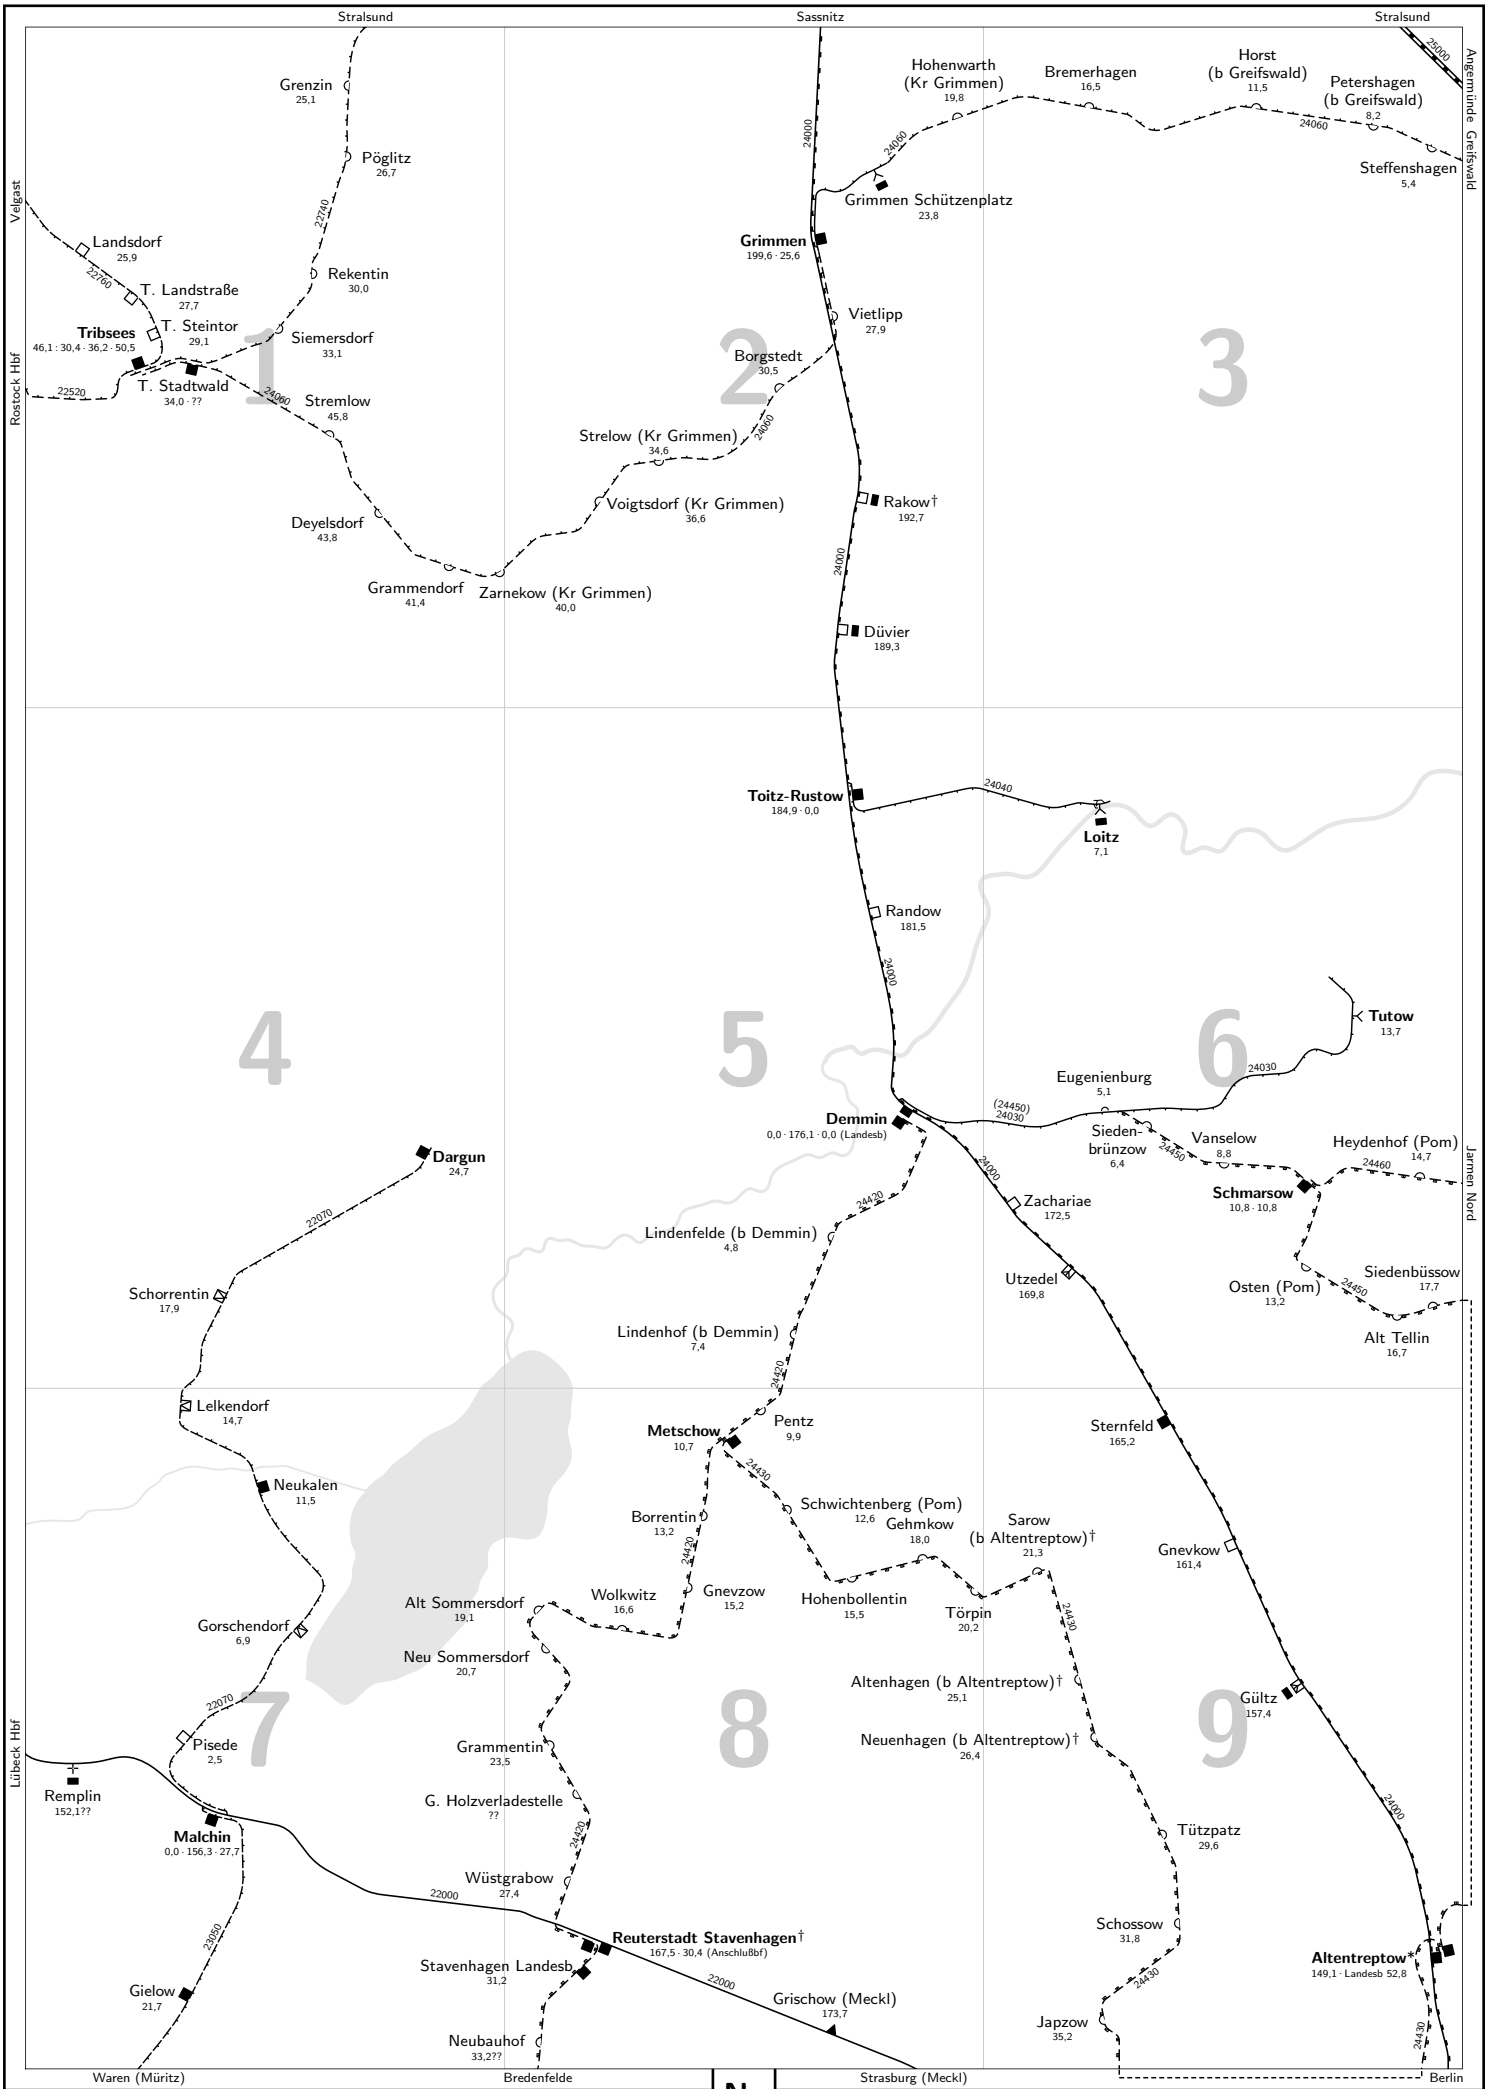 Stralsund
Sassnitz
Stralsund
25000
Angermünde Greifswald
Grenzin
25,1
Hohenwarth
(Kr Grimmen)
19,8
Bremerhagen
16,5
Horst
(b Greifswald)
11,5
Petershagen
(b Greifswald)
8,2
24060
24060
24000
Steffenshagen
5,4
Pöglitz
26,7
22740
Velgast
Grimmen Schützenplatz
23,8
Landsdorf
25,9
22760
Grimmen
199,6 · 25,6
Rekentin
30,0
T. Landstraße
27,7
T. Steintor
29,1
Tribsees
46,1 : 30,4 · 36,2 · 50,5
Siemersdorf
33,1
Vietlipp
27,9
1
2
3
Borgstedt
30,5
T. Stadtwald
34,0 · ??
Rostock Hbf
22520
24060
Stremlow
45,8
24060
Strelow (Kr Grimmen)
34,6
Voigtsdorf (Kr Grimmen)
36,6
Rakow†
192,7
Deyelsdorf
43,8
24000
Grammendorf
41,4
Zarnekow (Kr Grimmen)
40,0
Düvier
189,3
Toitz-Rustow
184,9 · 0,0
24040
Loitz
7,1
Randow
181,5
24000
4
5
6
Tutow
13,7
24030
Eugenienburg
5,1
(24450)
24030
Demmin
0,0 · 176,1 · 0,0 (Landesb)
Sieden-
brünzow
6,4
24450
Vanselow
8,8
Heydenhof (Pom)
14,7
24460
Jarmen Nord
Dargun
24,7
24000
Schmarsow
10,8 · 10,8
Zachariae
172,5
24420
22070
Lindenfelde (b Demmin)
4,8
Utzedel
169,8
Osten (Pom)
13,2
24450
Siedenbüssow
17,7
Schorrentin
17,9
Lindenhof (b Demmin)
7,4
Alt Tellin
16,7
24420
Lelkendorf
14,7
Pentz
9,9
Metschow
10,7
Sternfeld
165,2
24430
Neukalen
11,5
Borrentin
13,2
Schwichtenberg (Pom)
12,6
Gehmkow
18,0
Sarow
(b Altentreptow)†
21,3
Gnevkow
161,4
24420
Alt Sommersdorf
19,1
Wolkwitz
16,6
Gnevzow
15,2
Hohenbollentin
15,5
Törpin
20,2
24430
Gorschendorf
6,9
Neu Sommersdorf
20,7
Altenhagen (b Altentreptow)†
25,1
Gültz
157,4
22070
7
8
9
Pisede
2,5
Grammentin
23,5
Neuenhagen (b Altentreptow)†
26,4
Lübeck Hbf
Remplin
152,1??
G. Holzverladestelle
??
24000
Malchin
0,0 · 156,3 · 27,7
24420
Tützpatz
29,6
Wüstgrabow
27,4
22000
23050
Reuterstadt Stavenhagen†
167,5 · 30,4 (Anschlußbf)
Schossow
31,8
Stavenhagen Landesb
31,2
22000
24430
Altentreptow*
149,1 · Landesb 52,8
Gielow
21,7
Grischow (Meckl)
173,7
Japzow
35,2
24430
Neubauhof
33,2??
Waren (Müritz)
Bredenfelde
Strasburg (Meckl)
Berlin